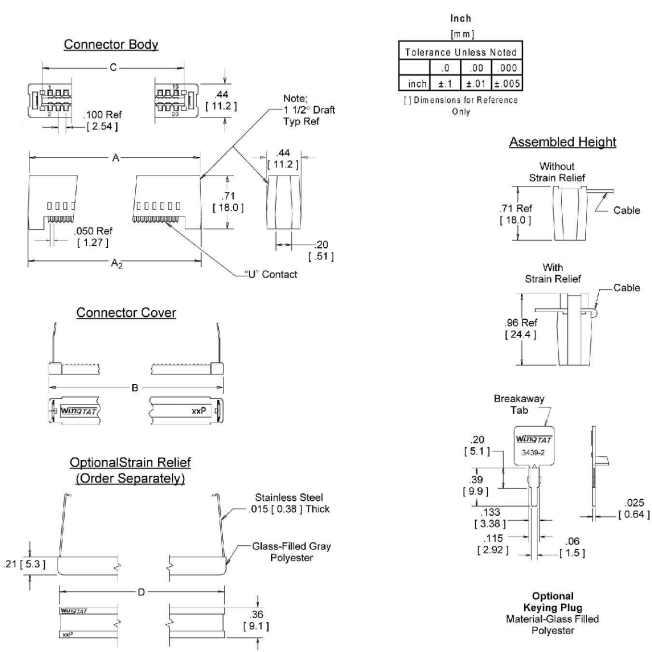 Inch
[mm]
Tolerance Unless Noted
.0 .00 .000
inch ±.1 ±.01 ±.005
[ ] Dimensions for Reference
Only
Connector Body
C
19
2
20
.44
[ 11.2 ]
.100 Ref
[ 2.54 ]
Note;
1 1/2° Draft
Typ Ref
A
.44
[ 11.2 ]
.71
[ 18.0 ]
.050 Ref
[ 1.27 ]
.20
[ .51 ]
A2
"U" Contact
Assembled Height
Without
Strain Relief
.71 Ref
[ 18.0 ]
Cable
With
Strain Relief
Cable
.96 Ref
[ 24.4 ]
Connector Cover
B
WingTAT
xxP
OptionalStrain Relief
(Order Separately)
Stainless Steel
.015 [ 0.38 ] Thick
Glass-Filled Gray
Polyester
.21 [ 5.3 ]
D
WingTAT
xxP
.36
[ 9.1 ]
Breakaway
Tab
WingTAT
3439-2
.20
[ 5.1 ]
.39
[ 9.9 ]
.133
[ 3.38 ]
.115
[ 2.92 ]
.06
[ 1.5 ]
.025
[ 0.64 ]
Optional
Keying Plug
Material-Glass Filled
Polyester